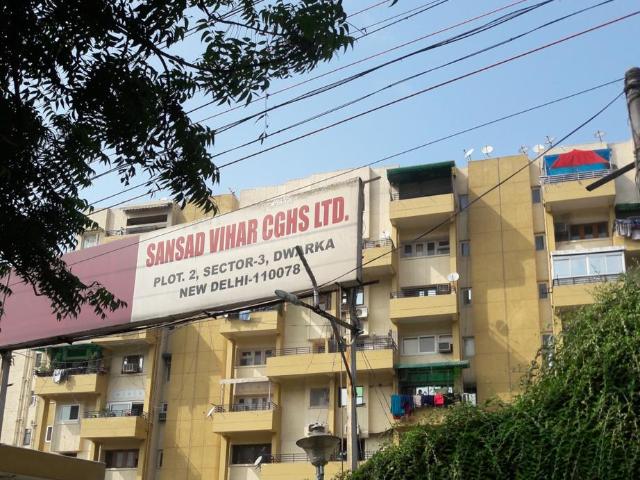 SANSAD VIHAR CGHS LTD.
PLOT. 2, SECTOR-3, DWARKA
NEW DELHI-110078